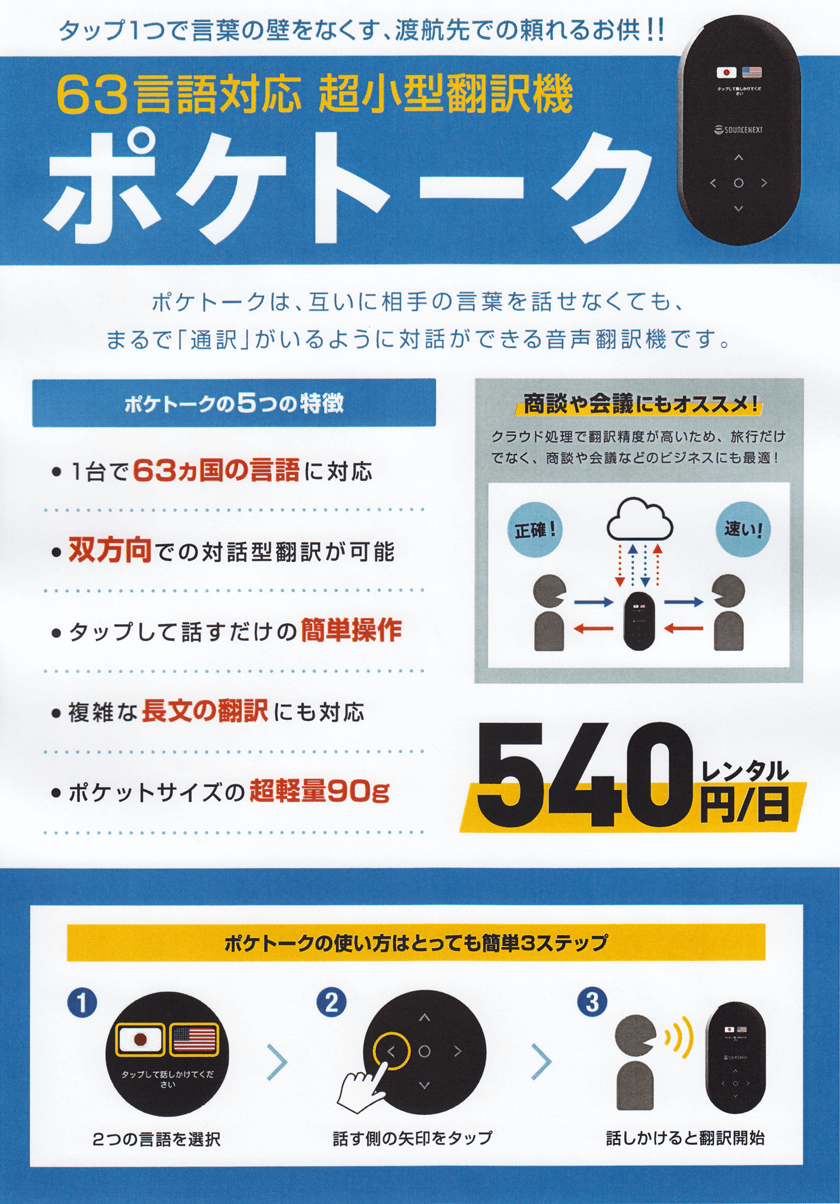 タップ1つで言葉の壁をなくす、渡航先での頼れるお供!!
63言語対応 超小型翻訳機
ポケトーク
タップして話しかけてくだ
さい
SOURCENEXT
ポケトークは、互いに相手の言葉を話せなくても、
まるで「通訳」がいるように対話ができる音声翻訳機です。
ポケトークの5つの特徴
●1台で63ヵ国の言語に対応
●双方向での対話型翻訳が可能
●タップして話すだけの簡単操作
●複雑な長文の翻訳にも対応
●ポケットサイズの超軽量90g
商談や会議にもオススメ!
クラウド処理で翻訳精度が高いため、旅行だけ
でなく、商談や会議などのビジネスにも最適!
正確!
速い!
540
レンタル
円/日
ポケトークの使い方はとっても簡単3ステップ
1
タップして話しかけてくだ
さい
2つの言語を選択
2
話す側の矢印をタップ
3
SOURCENEXT
話しかけると翻訳開始